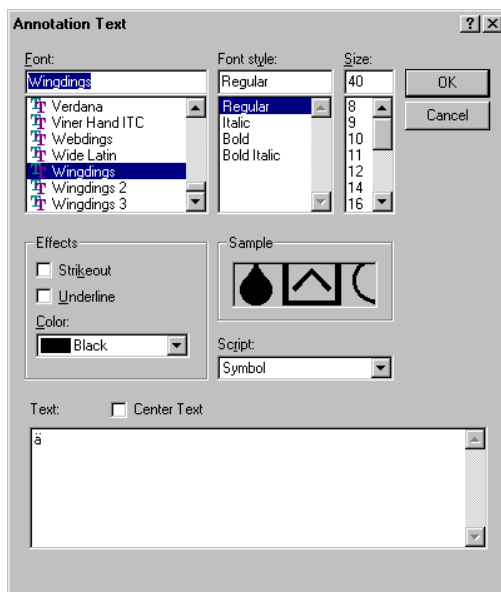 Annotation Text
Font: Font style: Size:
Wingdings Regular 40 OK
Verdana Regular 8 Cancel
Viner Hand ITC Italic 9
Webdings Bold 10
Wide Latin Bold Italic 11
Wingdings 12
Wingdings 2 14
Wingdings 3 16
Effects Sample
Strikeout
Underline
Color:
Black
Script:
Symbol
Text: Center Text
ä